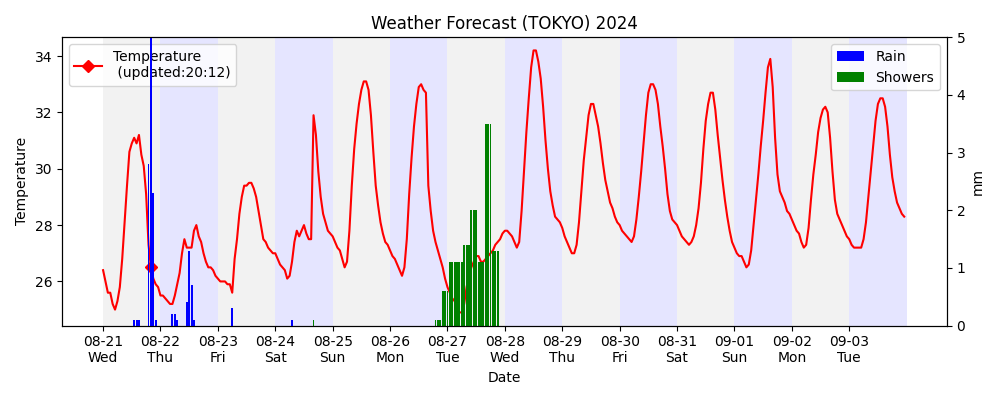 Weather Forecast (TOKYO) 2024
Temperature
(updated:20:12)
Rain
Showers
Temperature
34
32
30
28
26
5
4
3
2
1
0
mm
08-21 08-22 08-23 08-24 08-25 08-26 08-27 08-28 08-29 08-30 08-31 09-01 09-02 09-03
Wed Thu Fri Sat Sun Mon Tue Wed Thu Fri Sat Sun Mon Tue
Date